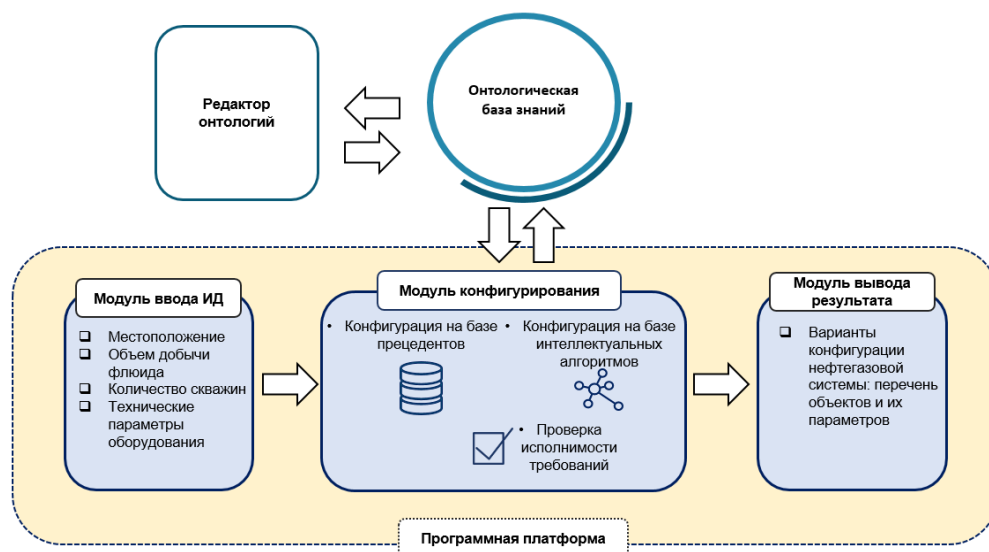 Редактор
онтологий
Онтологическая
база знаний
Модуль ввода ИД
Местоположение
Объем добычи
флюида
Количество скважин
Технические
параметры
оборудования
Модуль конфигурирования
• Конфигурация на базе
прецедентов
• Конфигурация на базе
интеллектуальных
алгоритмов
• Проверка
исполнимости
требований
Модуль вывода
результата
Варианты
конфигурации
нефтегазовой
системы: перечень
объектов и их
параметров
Программная платформа